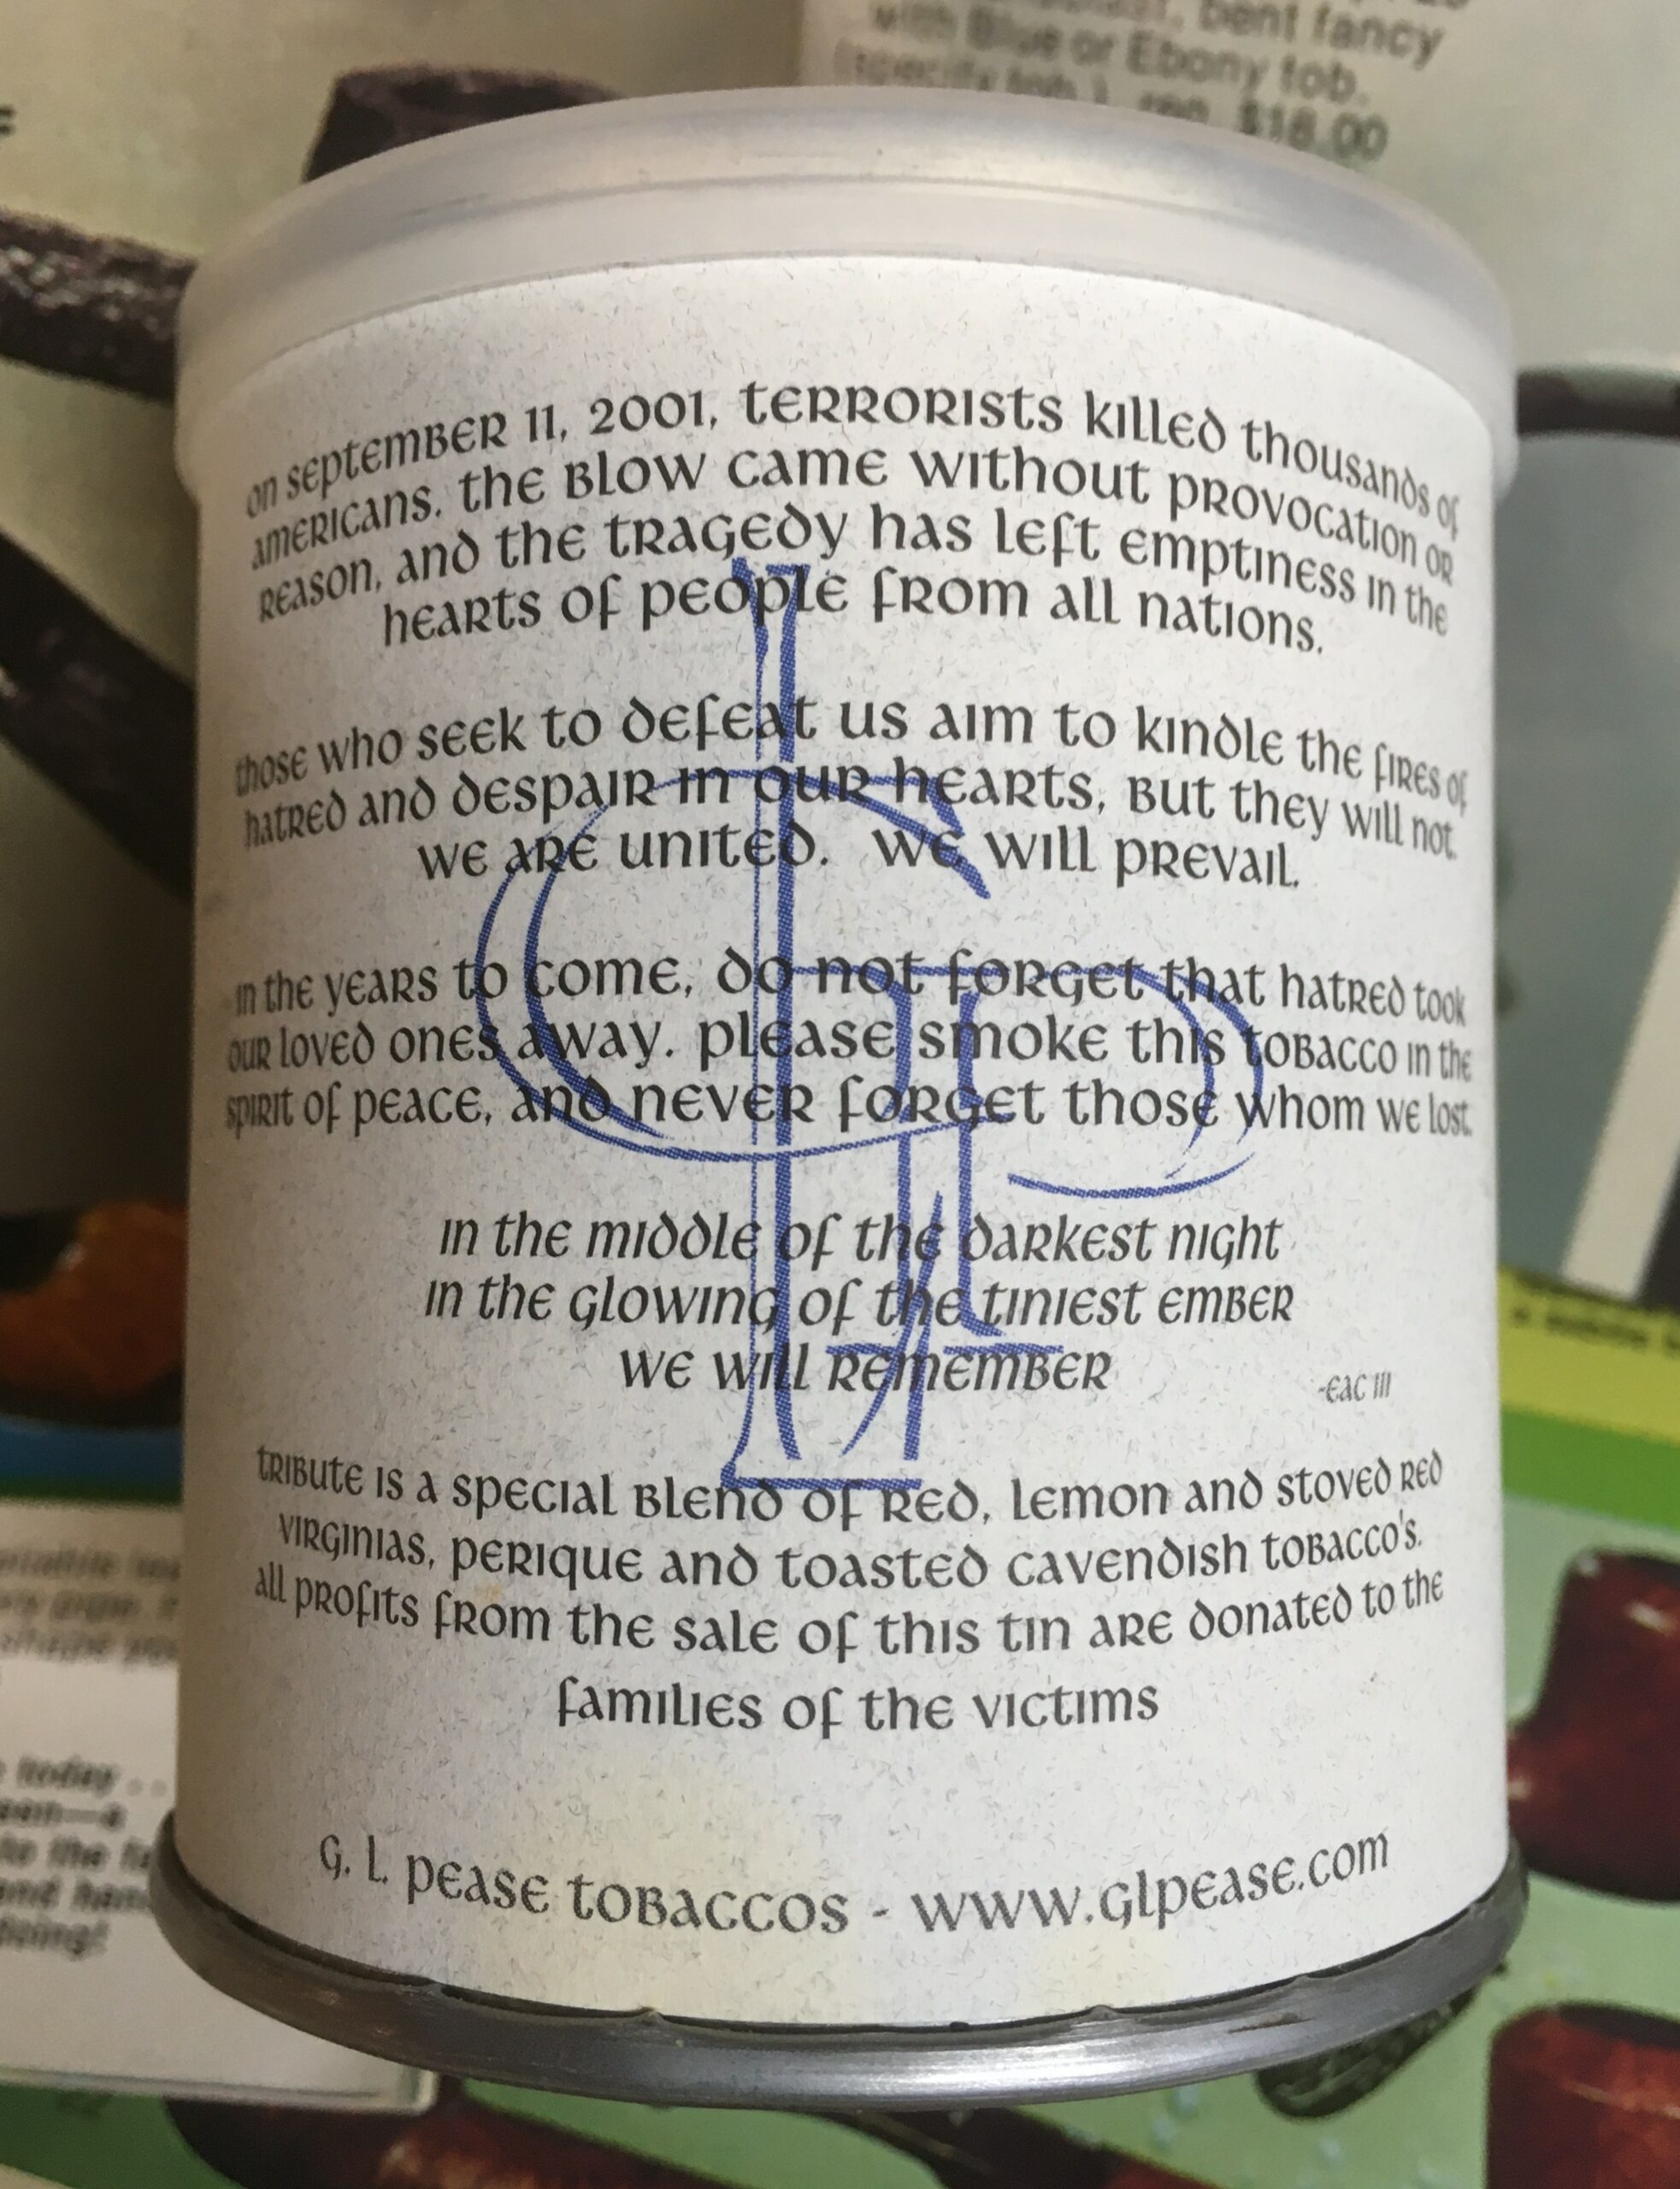 bent fancy
with Blue or Ebony tob.
(specify tob.) reg. $18.00
on september 11, 2001, terrorists killed thousands of
americans. the blow came without provocation or
reason, and the tragedy has left emptiness in the
hearts of people from all nations.
those who seek to defeat us aim to kindle the fires of
hatred and despair in our hearts, but they will not.
we are united. we will prevail.
in the years to come, do not forget that hatred took
our loved ones away. please smoke this tobacco in the
spirit of peace, and never forget those whom we lost.
in the middle of the darkest night
in the glowing of the tiniest ember
we will remember
-eac III
tribute is a special blend of red, lemon and stoved red
virginias, perique and toasted cavendish tobacco's.
all profits from the sale of this tin are donated to the
families of the victims
today . .
to the
G. L. pease tobaccos - www.glpease.com